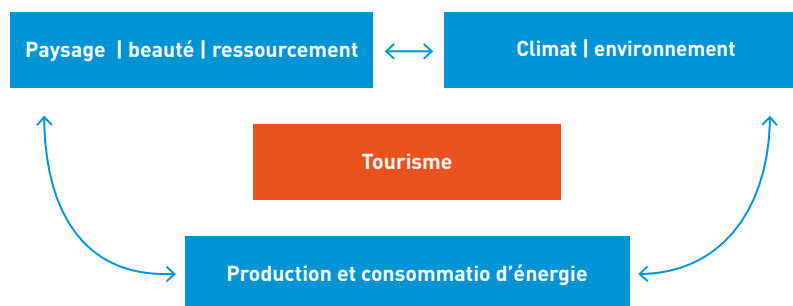 Paysage | beauté | ressourcement
Climat | environnement
Tourisme
Production et consommatio d’énergie